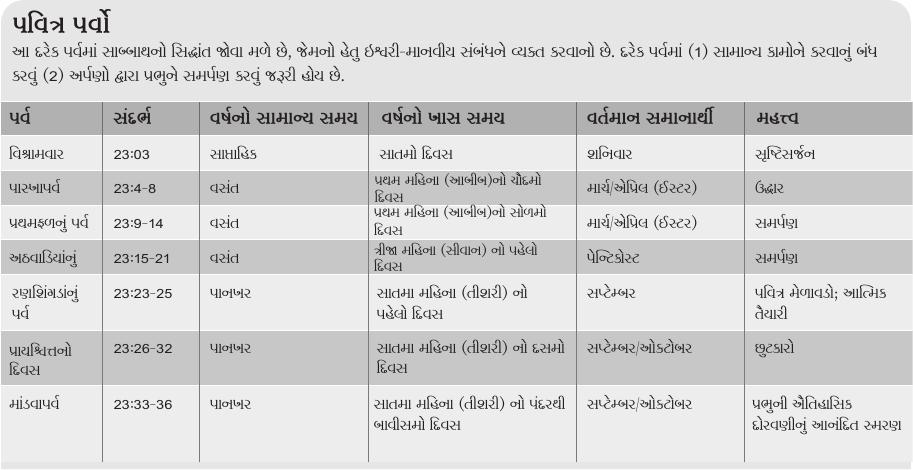 પવિત્ર પર્વો
આ દરેક પર્વમાં સાબ્બાથનો સિદ્ધાંત જોવા મળે છે, જેમનો હેતુ ઇશ્વરી-માનવીય સંબંધને વ્યક્ત કરવાનો છે. દરેક પર્વમાં (1) સામાન્ય કામોને કરવાનું બંધ
કરવું (2) અર્પણો દ્વારા પ્રભુને સમર્પણ કરવું જરૂરી હોય છે.
પર્વ સંદર્ભ વર્ષનો સામાન્ય સમય વર્ષનો ખાસ સમય વર્તમાન સમાનાર્થી મહત્ત્વ
વિશ્રામવાર 23:03 સાપ્તાહિક સાતમો દિવસ શનિવાર સૃષ્ટિસર્જન
પાસ્ખાપર્વ 23:4-8 વસંત પ્રથમ મહિના (આબીબ)નો ચૌદમો
દિવસ માર્ચ/એપ્રિલ (ઈસ્ટર) ઉદ્ધાર
પ્રથમફળનું પર્વ 23:9-14 વસંત પ્રથમ મહિના (આબીબ)નો સોળમો
દિવસ માર્ચ/એપ્રિલ (ઈસ્ટર) સમર્પણ
અઠવાડિયાંનું 23:15-21 વસંત ત્રીજા મહિના (સીવાન) નો પહેલો
દિવસ પેન્ટિકોસ્ટ સમર્પણ
રણશિંગડાંનું 23:23-25 પાનખર સાતમા મહિના (તીશરી) નો સપ્ટેમ્બર પવિત્ર મેળાવડો; આત્મિક
પર્વ પહેલો દિવસ તૈયારી
પ્રાયશ્ચિત્તનો 23:26-32 પાનખર સાતમા મહિના (તીશરી) નો દસમો સપ્ટેમ્બર/ઓક્ટોબર છુટકારો
દિવસ દિવસ
માંડવાપર્વ 23:33-36 પાનખર સાતમા મહિના (તીશરી) નો પંદરથી સપ્ટેમ્બર/ઓક્ટોબર પ્રભુની ઐતિહાસિક
બાવીસમો દિવસ દોરવણીનું આનંદિત સ્મરણ